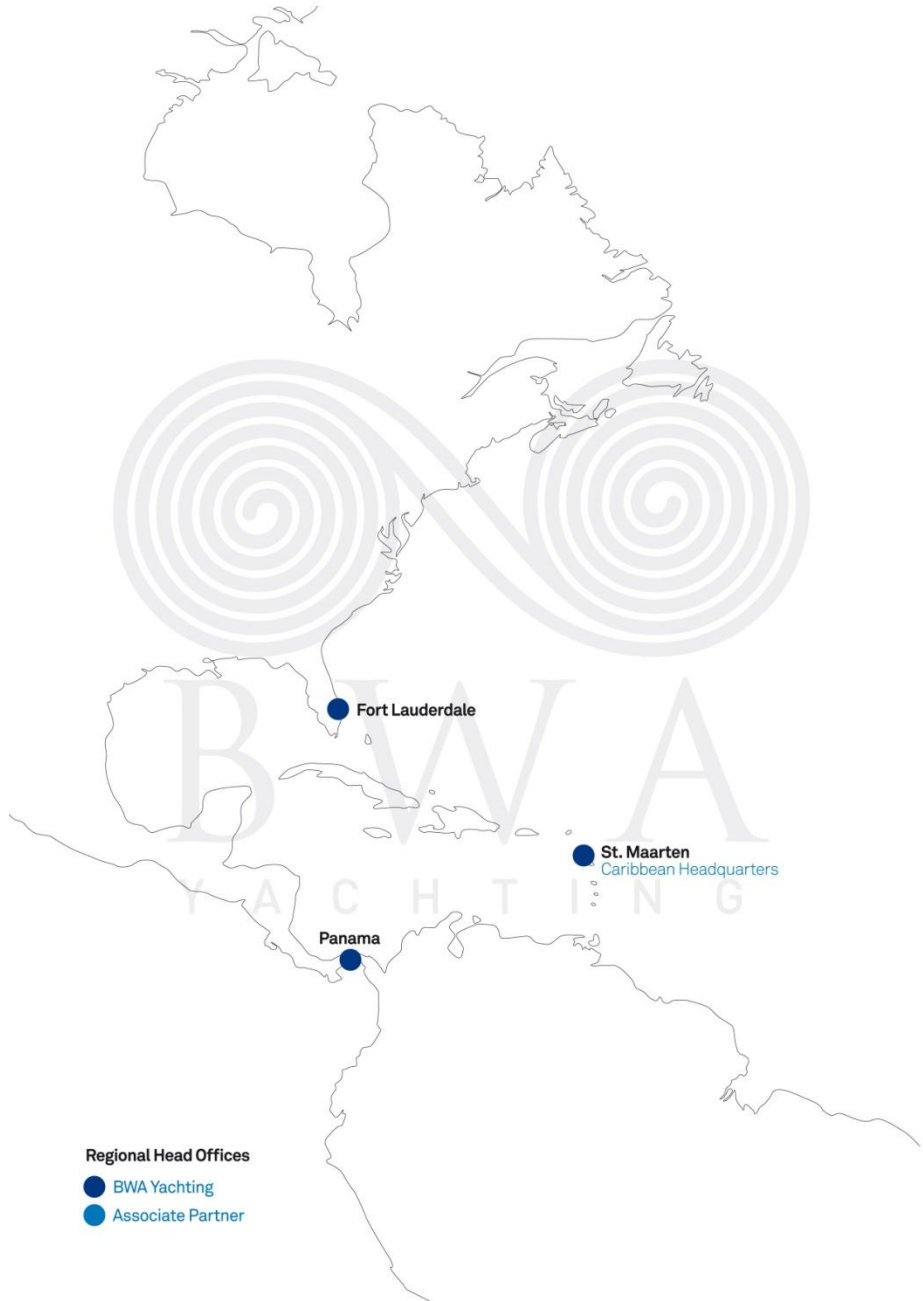 Fort Lauderdale
BWA
YACHTING
St. Maarten
Caribbean Headquarters
Panama
Regional Head Offices
BWA Yachting
Associate Partner